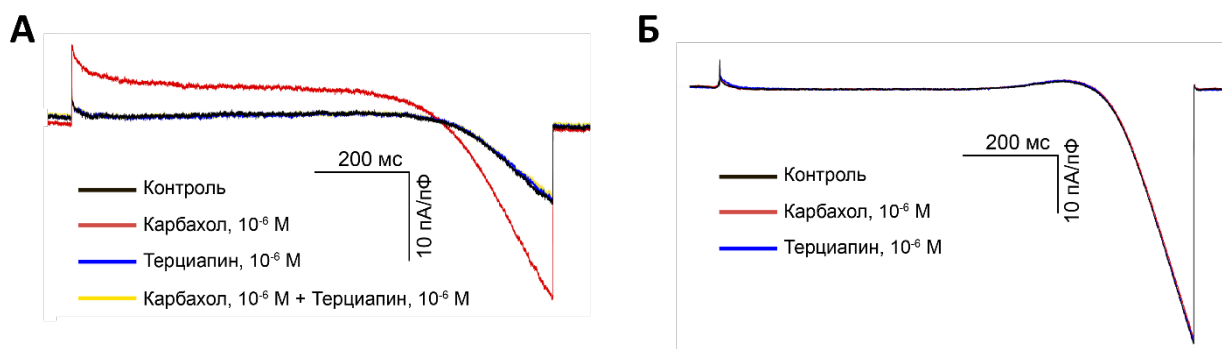 А
200 мс
10 пА/пФ
Контроль
Карбахол, 10⁻⁶ М
Терциапин, 10⁻⁶ М
Карбахол, 10⁻⁶ М + Терциапин, 10⁻⁶ М
Б
200 мс
10 пА/пФ
Контроль
Карбахол, 10⁻⁶ М
Терциапин, 10⁻⁶ М